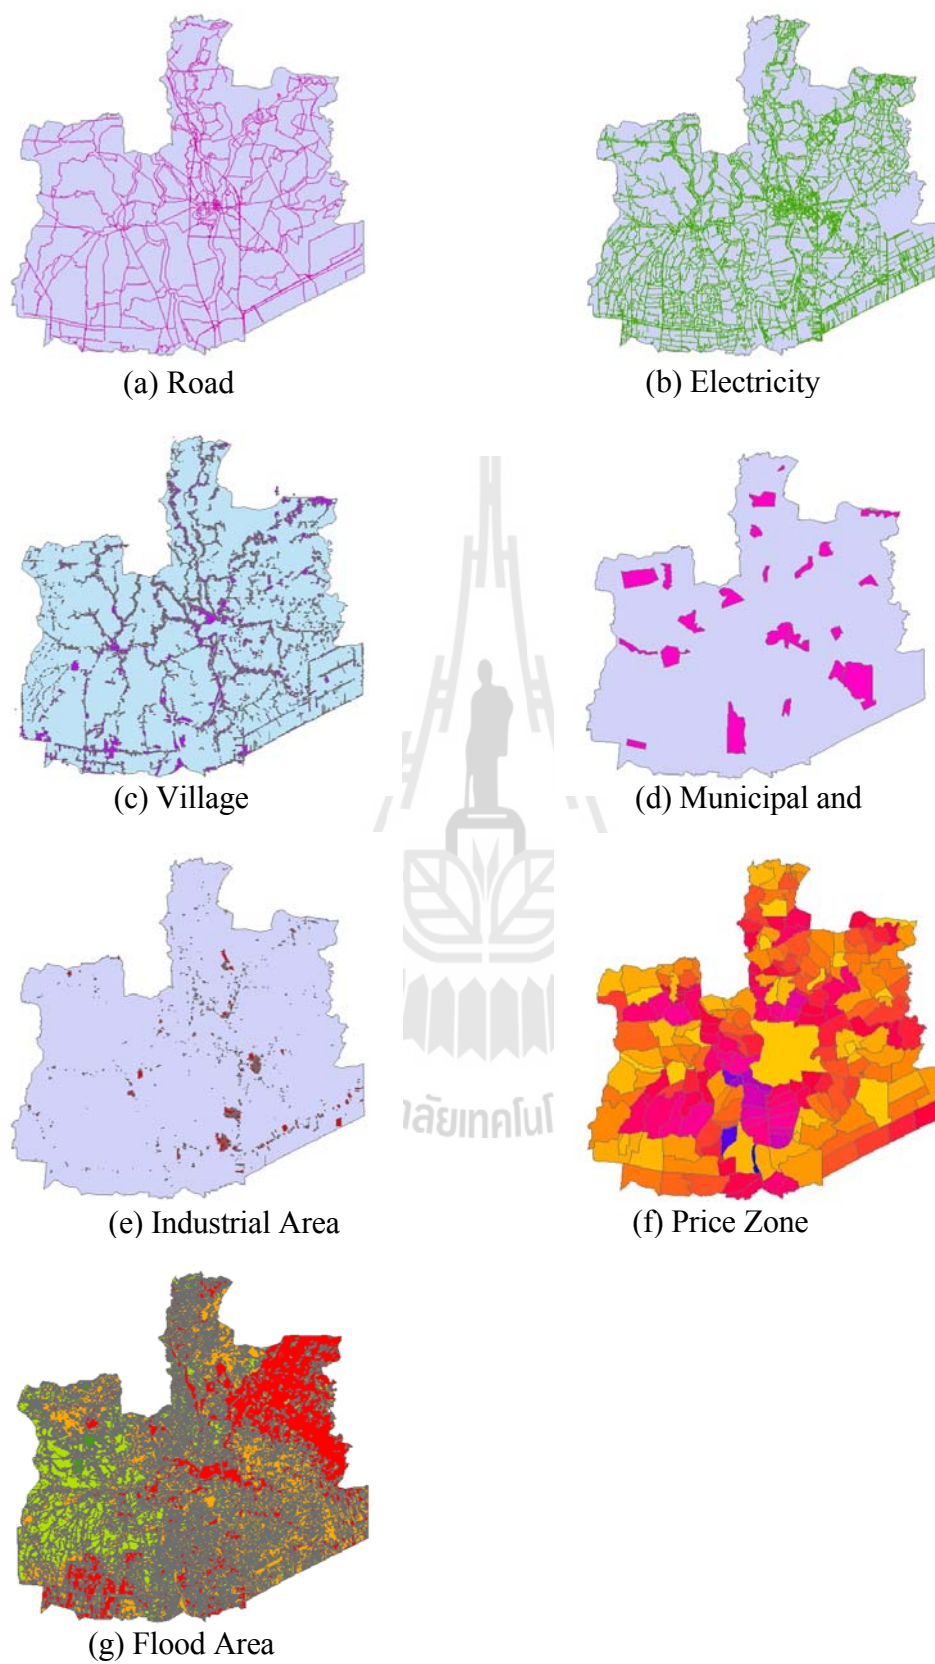 (a) Road
(b) Electricity
(c) Village
(d) Municipal and
(e) Industrial Area
(f) Price Zone
(g) Flood Area